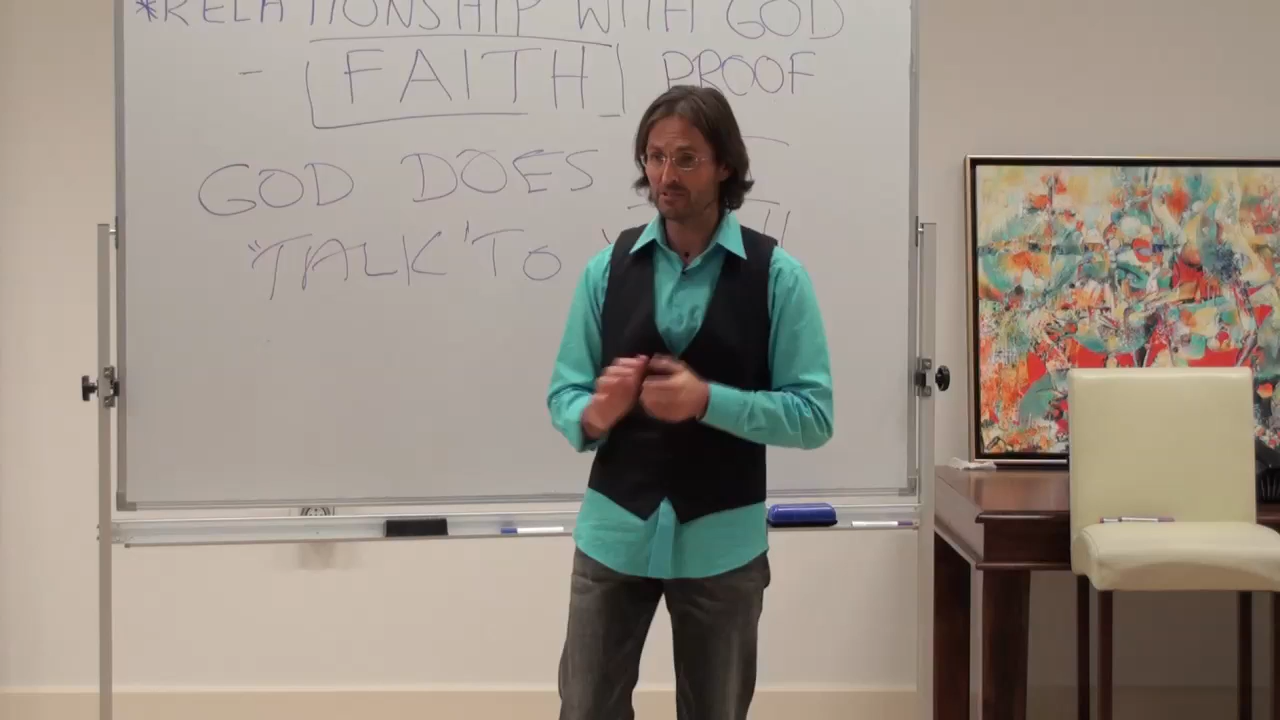 *RELATIONSHIP WITH GOD
- FAITH PROOF
GOD DOES
"TALK" TO